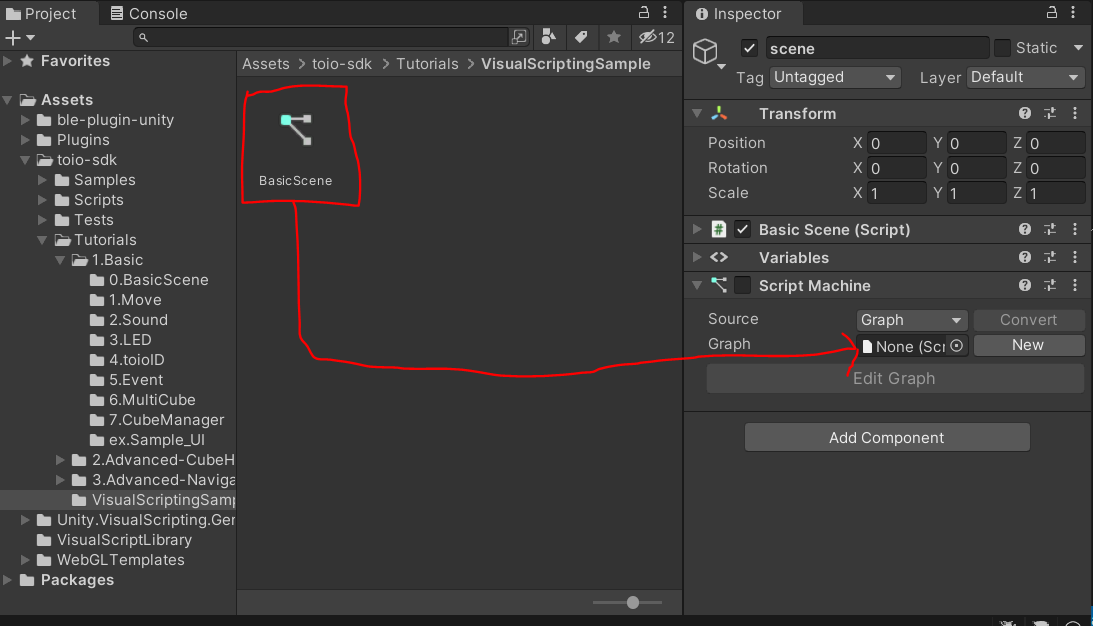 Project
Console
12
Favorites
Assets
ble-plugin-unity
Plugins
toio-sdk
Samples
Scripts
Tests
Tutorials
1.Basic
0.BasicScene
1.Move
2.Sound
3.LED
4.toioID
5.Event
6.MultiCube
7.CubeManager
ex.Sample_UI
2.Advanced-CubeH
3.Advanced-Naviga
VisualScriptingSamp
Unity.VisualScripting.Ger
VisualScriptLibrary
WebGLTemplates
Packages
Assets > toio-sdk > Tutorials > VisualScriptingSample
BasicScene
Inspector
scene
Static
Tag Untagged Layer Default
Transform
Position X 0 Y 0 Z 0
Rotation X 0 Y 0 Z 0
Scale X 1 Y 1 Z 1
# Basic Scene (Script)
<> Variables
Script Machine
Source Graph Convert
Graph None (Scr New
Edit Graph
Add Component